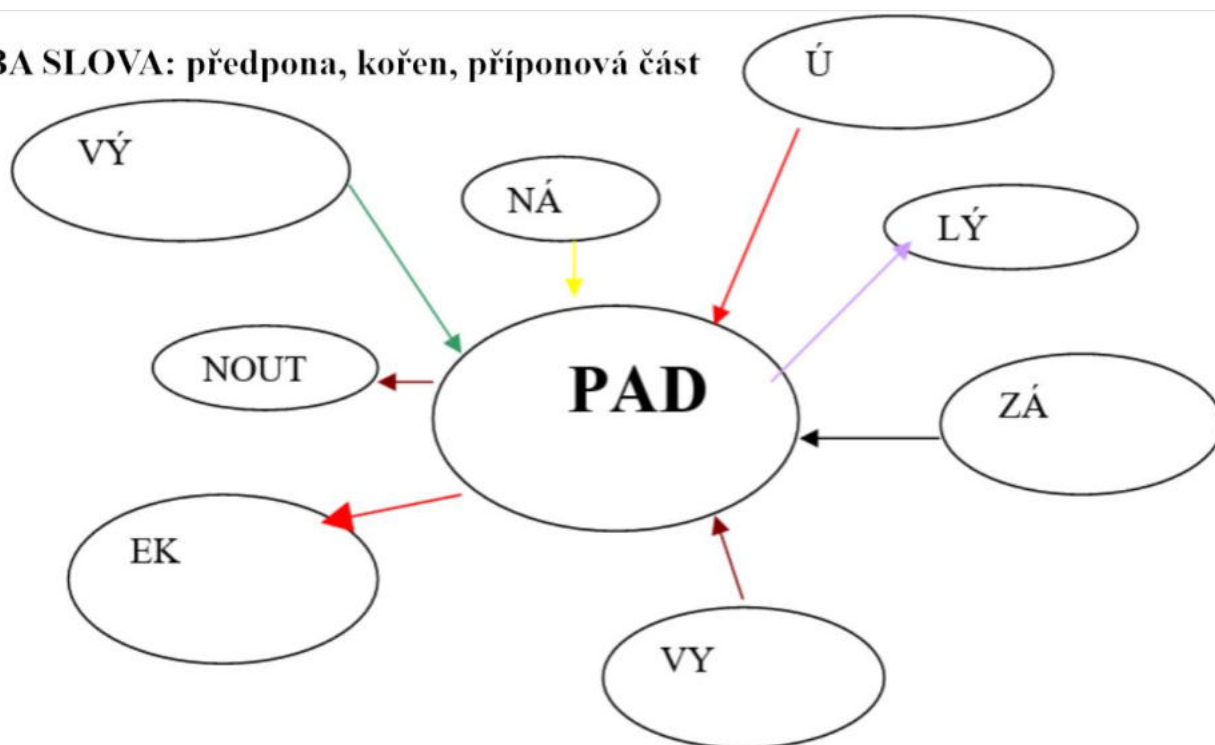 BA SLOVA: předpona, kořen, příponová část
Ú
VÝ
NÁ
LÝ
NOUT
PAD
ZÁ
EK
VY